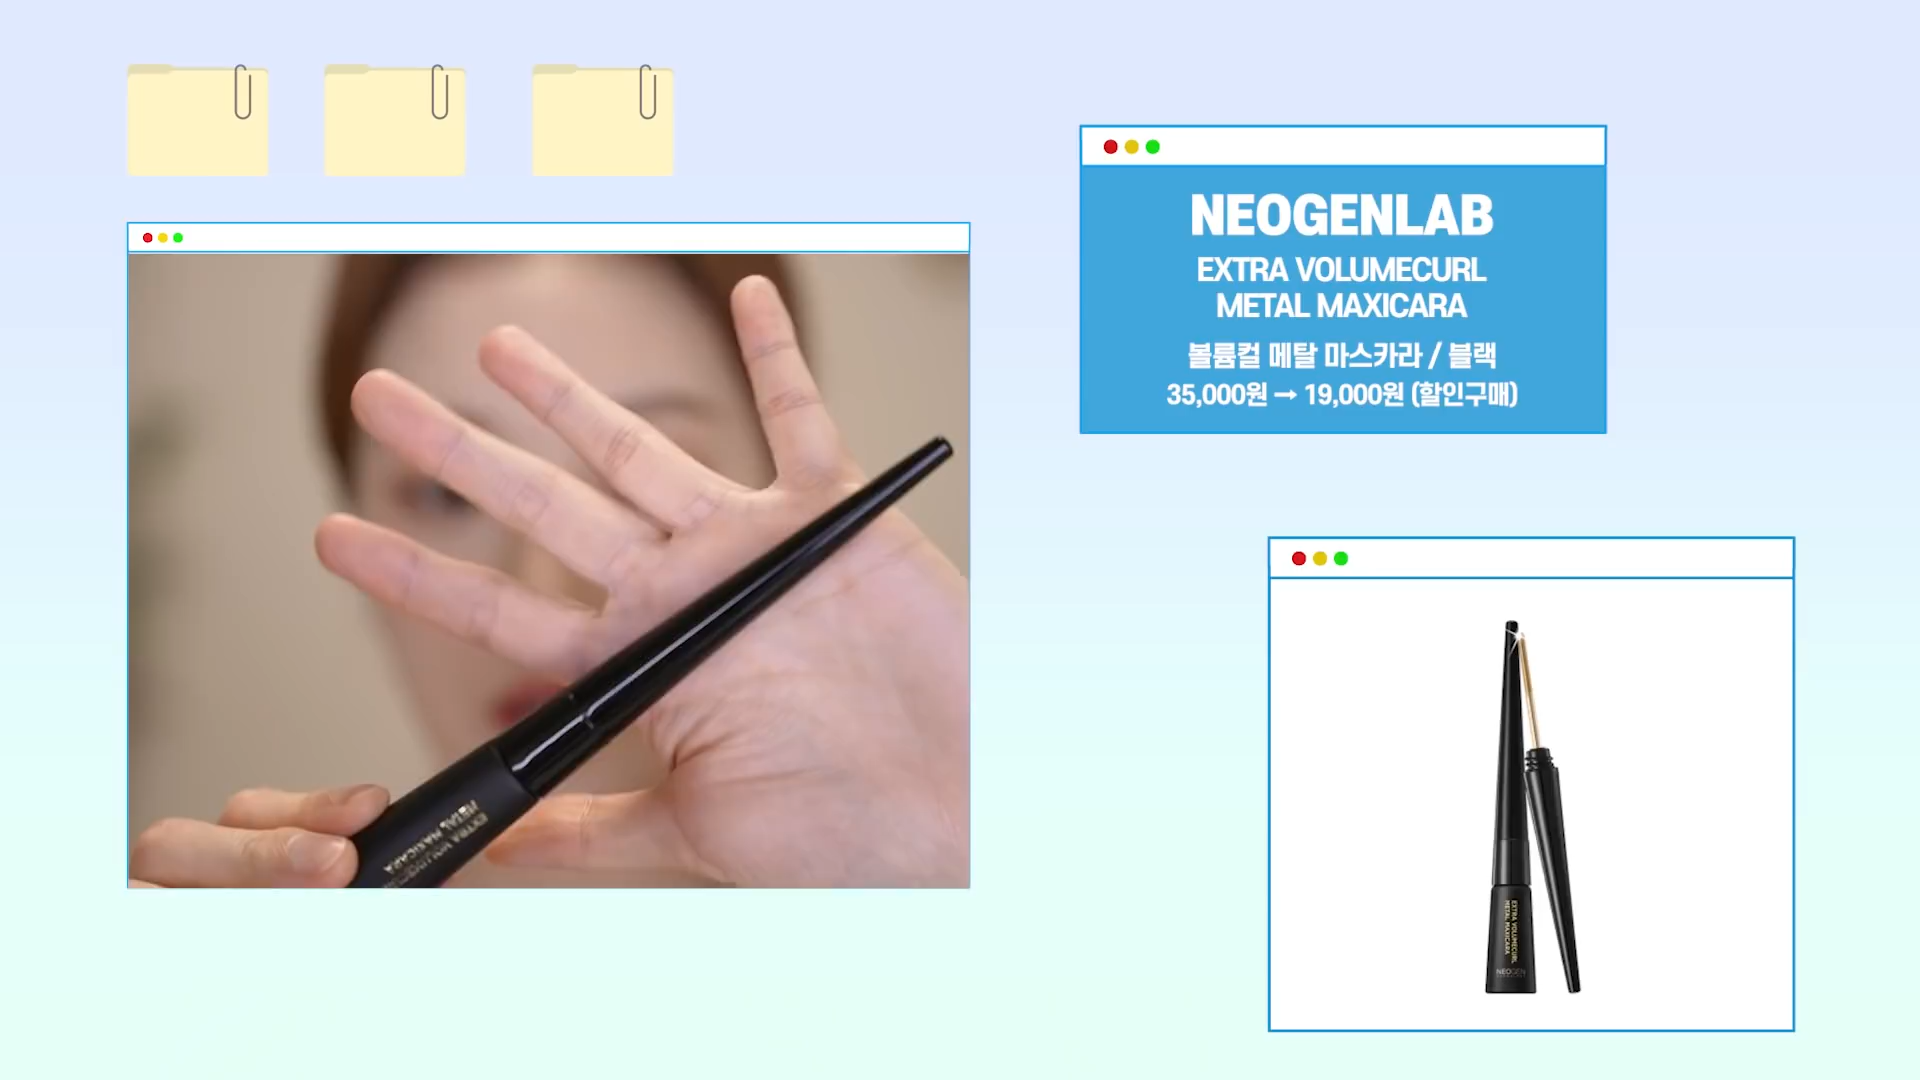 NEOGENLAB
EXTRA VOLUMECURL
METAL MAXICARA
볼륨컬 메탈 마스카라 / 블랙
35,000원 → 19,000원 (할인구매)
EXTRA VOLUMECURL
METAL MAXICARA
EXTRA VOLUMECURL
METAL MAXICARA
NEOGEN